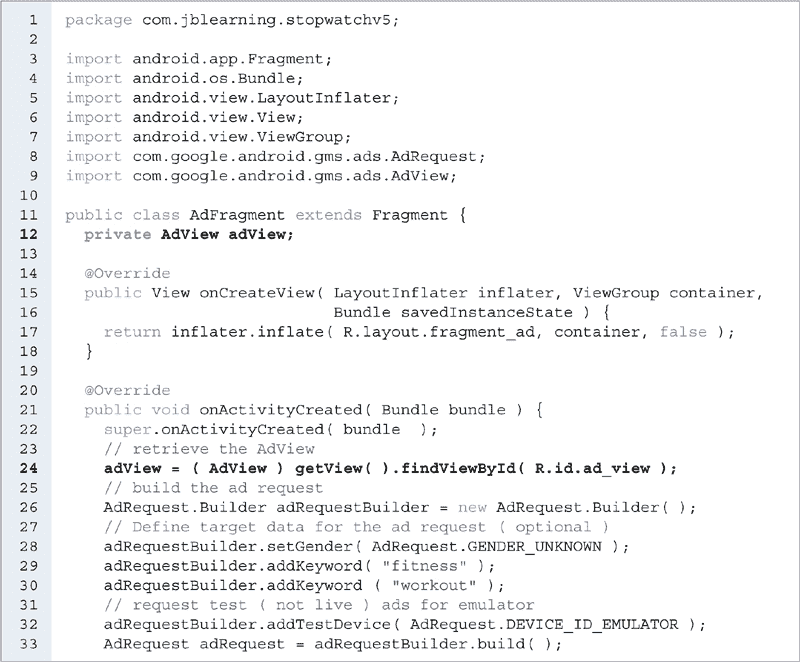 1 package com.jblearning.stopwatchv5;
2
3 import android.app.Fragment;
4 import android.os.Bundle;
5 import android.view.LayoutInflater;
6 import android.view.View;
7 import android.view.ViewGroup;
8 import com.google.android.gms.ads.AdRequest;
9 import com.google.android.gms.ads.AdView;
10
11 public class AdFragment extends Fragment {
12   private AdView adView;
13
14   @Override
15   public View onCreateView( LayoutInflater inflater, ViewGroup container,
16                             Bundle savedInstanceState ) {
17     return inflater.inflate( R.layout.fragment_ad, container, false );
18   }
19
20   @Override
21   public void onActivityCreated( Bundle bundle ) {
22     super.onActivityCreated( bundle  );
23     // retrieve the AdView
24     adView = ( AdView ) getView( ).findViewById( R.id.ad_view );
25     // build the ad request
26     AdRequest.Builder adRequestBuilder = new AdRequest.Builder( );
27     // Define target data for the ad request ( optional )
28     adRequestBuilder.setGender( AdRequest.GENDER_UNKNOWN );
29     adRequestBuilder.addKeyword( "fitness" );
30     adRequestBuilder.addKeyword ( "workout" );
31     // request test ( not live ) ads for emulator
32     adRequestBuilder.addTestDevice( AdRequest.DEVICE_ID_EMULATOR );
33     AdRequest adRequest = adRequestBuilder.build( );